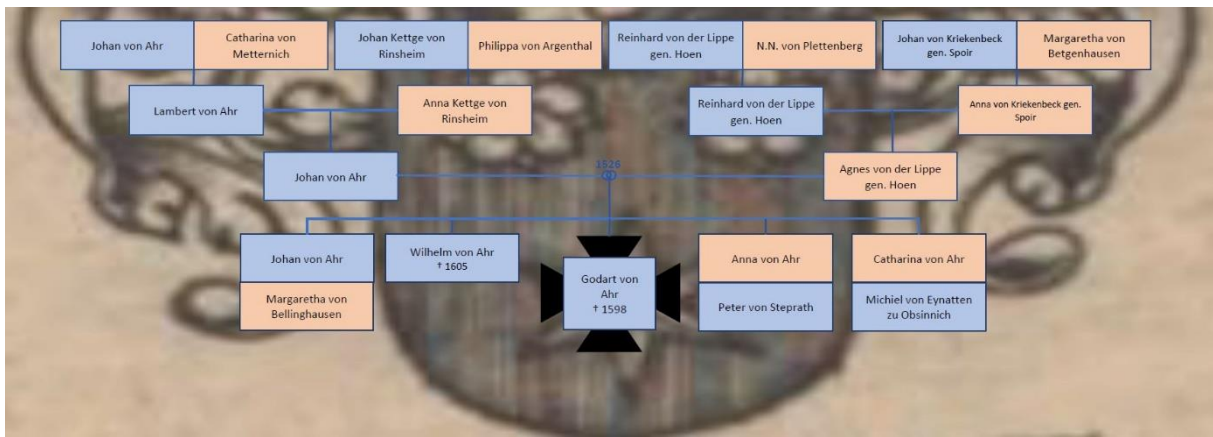 Johan von Ahr
Catharina von
Metternich
Johan Kettge von
Rinsheim
Philippa von Argenthal
Reinhard von der Lippe
gen. Hoen
N.N. von Plettenberg
Johan von Kriekenbeck
gen. Spoir
Margaretha von
Betgenhausen
Lambert von Ahr
Anna Kettge von
Rinsheim
Reinhard von der Lippe
gen. Hoen
Anna von Kriekenbeck gen.
Spoir
Johan von Ahr
1526
Agnes von der Lippe
gen. Hoen
Johan von Ahr
Margaretha von
Bellinghausen
Wilhelm von Ahr
† 1605
Godart von
Ahr
† 1598
Anna von Ahr
Peter von Steprath
Catharina von Ahr
Michiel von Eynatten
zu Obsinnich